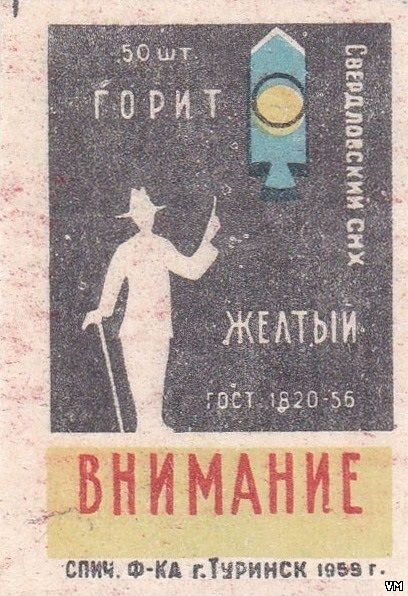 50 ШТ.
ГОРИТ
СВЕРДЛОВСКИЙ СНХ
ЖЕЛТЫЙ
ГОСТ 1820-56
ВНИМАНИЕ
СПИЧ. Ф-КА г. ТУРИНСК 1959 г.
VM